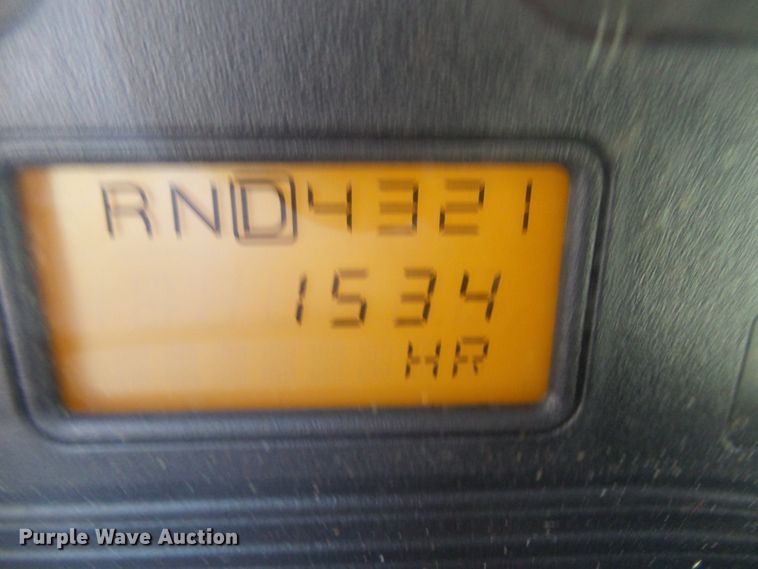 RND4321
1534
HR
Purple Wave Auction